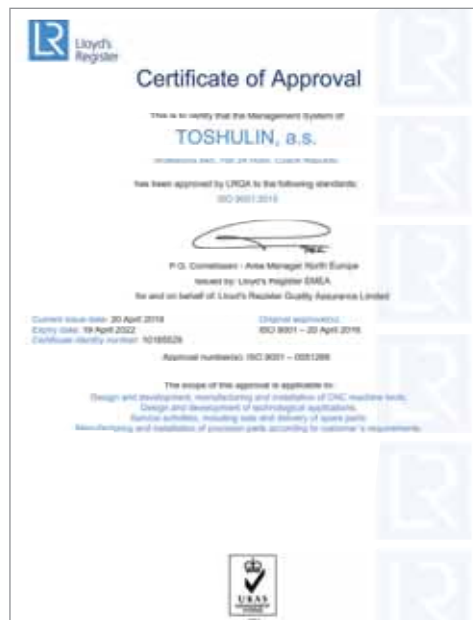 LR
Lloyd's
Register
Certificate of Approval
This is to certify that the Management System of:
TOSHULIN, a.s.
Czech Republic
has been approved by LRQA to the following standards:
ISO 9001:2015
P.G. Cornelissen - Area Manager North Europe
Issued by: Lloyd's Register EMEA
for and on behalf of: Lloyd's Register Quality Assurance Limited
Current issue date: 20 April 2019
Expiry date: 19 April 2022
Certificate identity number:
Original approval(s):
ISO 9001 – 20 April
Approval number(s): ISO 9001 –
The scope of this approval is applicable to:
Design and development, manufacturing and installation of CNC machine tools.
Design and development of technological applications.
Service activities, including sale and delivery of spare parts.
Manufacturing and installation of precision parts according to customer's requirements.
UKAS
MANAGEMENT
SYSTEMS